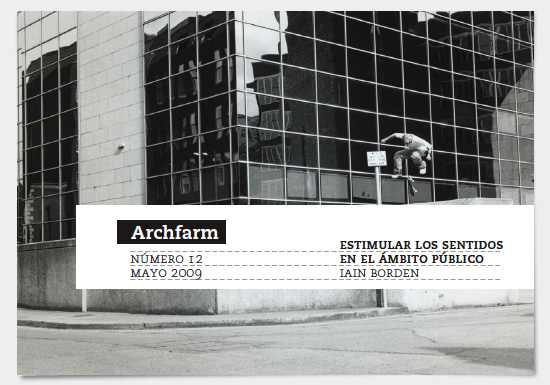 Archfarm
NÚMERO 12
MAYO 2009
ESTIMULAR LOS SENTIDOS
EN EL ÁMBITO PÚBLICO
IAIN BORDEN